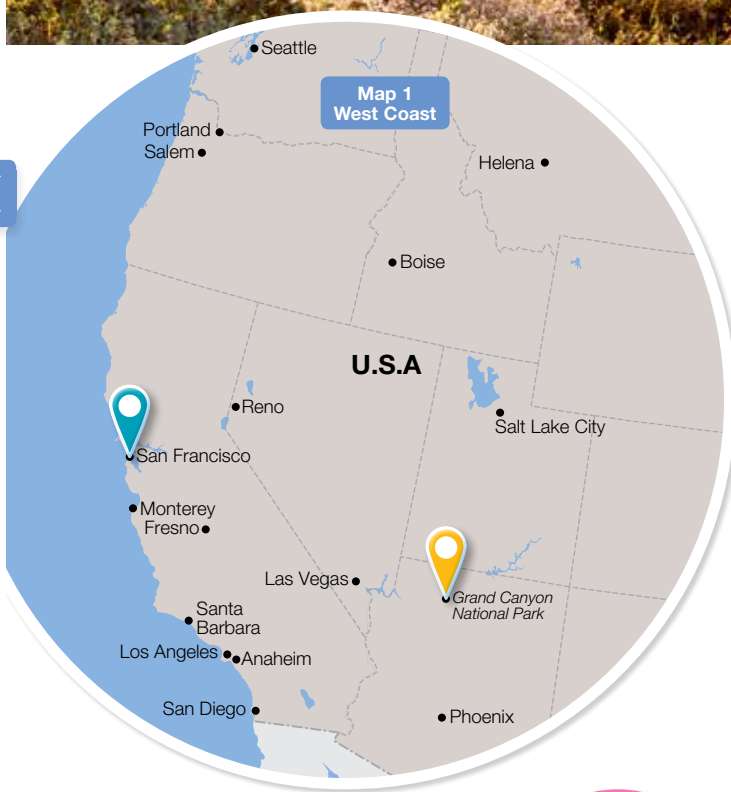 Seattle
Map 1
West Coast
Portland
Salem
Helena
Boise
U.S.A
Reno
Salt Lake City
San Francisco
Monterey
Fresno
Las Vegas
Grand Canyon
National Park
Santa
Barbara
Los Angeles
Anaheim
San Diego
Phoenix